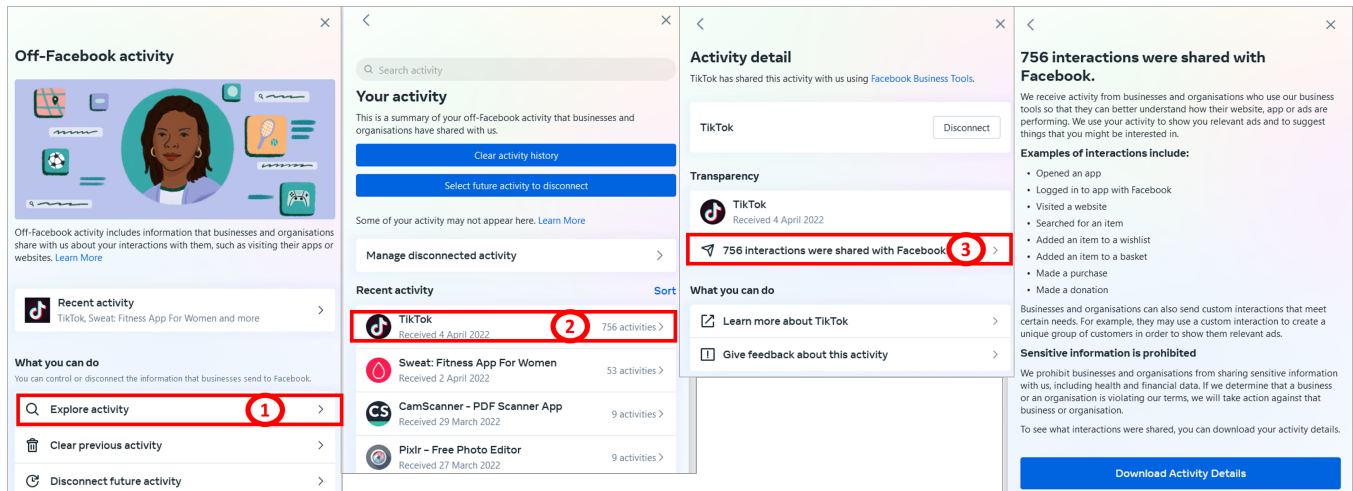 Off-Facebook activity
Off-Facebook activity includes information that businesses and organisations
share with us about your interactions with them, such as visiting their apps or
websites. Learn More
Recent activity
TikTok, Sweat: Fitness App For Women and more
What you can do
You can control or disconnect the information that businesses send to Facebook.
Explore activity
1
Clear previous activity
Disconnect future activity
Search activity
Your activity
This is a summary of your off-Facebook activity that businesses and
organisations have shared with us.
Clear activity history
Select future activity to disconnect
Some of your activity may not appear here. Learn More
Manage disconnected activity
Recent activity Sort
TikTok
Received 4 April 2022
2
756 activities
Sweat: Fitness App For Women
Received 2 April 2022
53 activities
CS
CamScanner - PDF Scanner App
Received 29 March 2022
9 activities
Pixlr – Free Photo Editor
Received 27 March 2022
9 activities
Activity detail
TikTok has shared this activity with us using Facebook Business Tools.
TikTok Disconnect
Transparency
TikTok
Received 4 April 2022
756 interactions were shared with Facebook
3
What you can do
Learn more about TikTok
Give feedback about this activity
756 interactions were shared with
Facebook.
We receive activity from businesses and organisations who use our business
tools so that they can better understand how their website, app or ads are
performing. We use your activity to show you relevant ads and to suggest
things that you might be interested in.
Examples of interactions include:
• Opened an app
• Logged in to app with Facebook
• Visited a website
• Searched for an item
• Added an item to a wishlist
• Added an item to a basket
• Made a purchase
• Made a donation
Businesses and organisations can also send custom interactions that meet
certain needs. For example, they may use a custom interaction to create a
unique group of customers in order to show them relevant ads.
Sensitive information is prohibited
We prohibit businesses and organisations from sharing sensitive information
with us, including health and financial data. If we determine that a business
or an organisation is violating our terms, we will take action against that
business or organisation.
To see what interactions were shared, you can download your activity details.
Download Activity Details